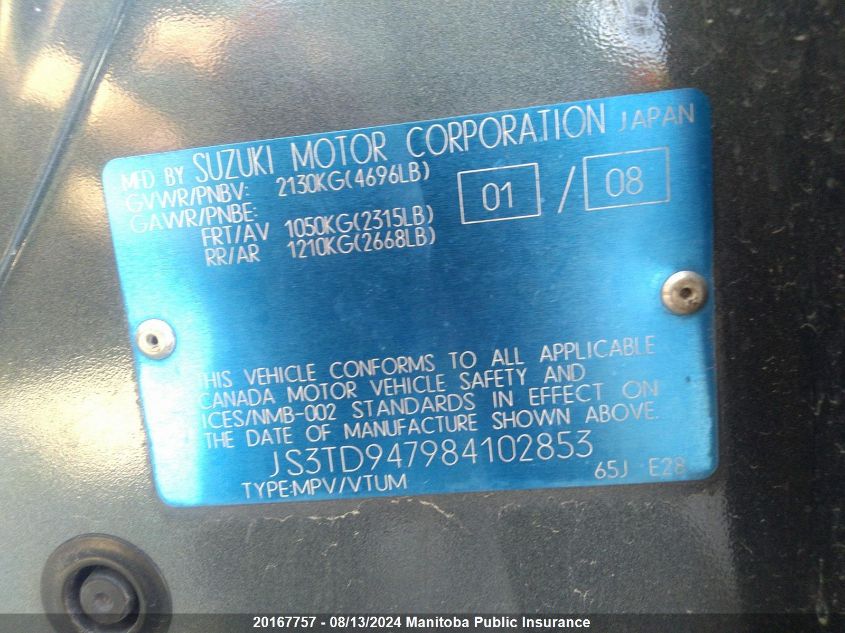 MFD BY SUZUKI MOTOR CORPORATION JAPAN
GVWR/PNBV: 2130KG(4696LB)
GAWR/PNBE:
FRT/AV 1050KG(2315LB)
RR/AR 1210KG(2668LB)
01 / 08
THIS VEHICLE CONFORMS TO ALL APPLICABLE
CANADA MOTOR VEHICLE SAFETY AND
ICES/NMB-002 STANDARDS IN EFFECT ON
THE DATE OF MANUFACTURE SHOWN ABOVE.
JS3TD947984102853
TYPE:MPV/VTUM 65J E28
20167757 - 08/13/2024 Manitoba Public Insurance